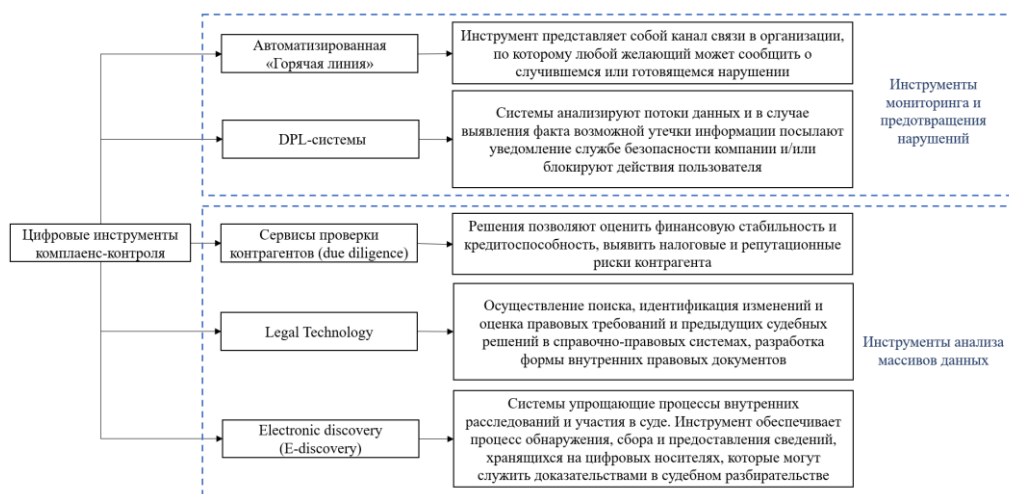 Автоматизированная
«Горячая линия»
Инструмент представляет собой канал связи в организации,
по которому любой желающий может сообщить о
случившемся или готовящемся нарушении
Инструменты
мониторинга и
предотвращения
нарушений
DPL-системы
Системы анализируют потоки данных и в случае
выявления факта возможной утечки информации посылают
уведомление службе безопасности компании и/или
блокируют действия пользователя
Цифровые инструменты
комплаенс-контроля
Сервисы проверки
контрагентов (due diligence)
Решения позволяют оценить финансовую стабильность и
кредитоспособность, выявить налоговые и репутационные
риски контрагента
Legal Technology
Осуществление поиска, идентификация изменений и
оценка правовых требований и предыдущих судебных
решений в справочно-правовых системах, разработка
формы внутренних правовых документов
Инструменты анализа
массивов данных
Electronic discovery
(E-discovery)
Системы упрощающие процессы внутренних
расследований и участия в суде. Инструмент обеспечивает
процесс обнаружения, сбора и предоставления сведений,
хранящихся на цифровых носителях, которые могут
служить доказательствами в судебном разбирательстве